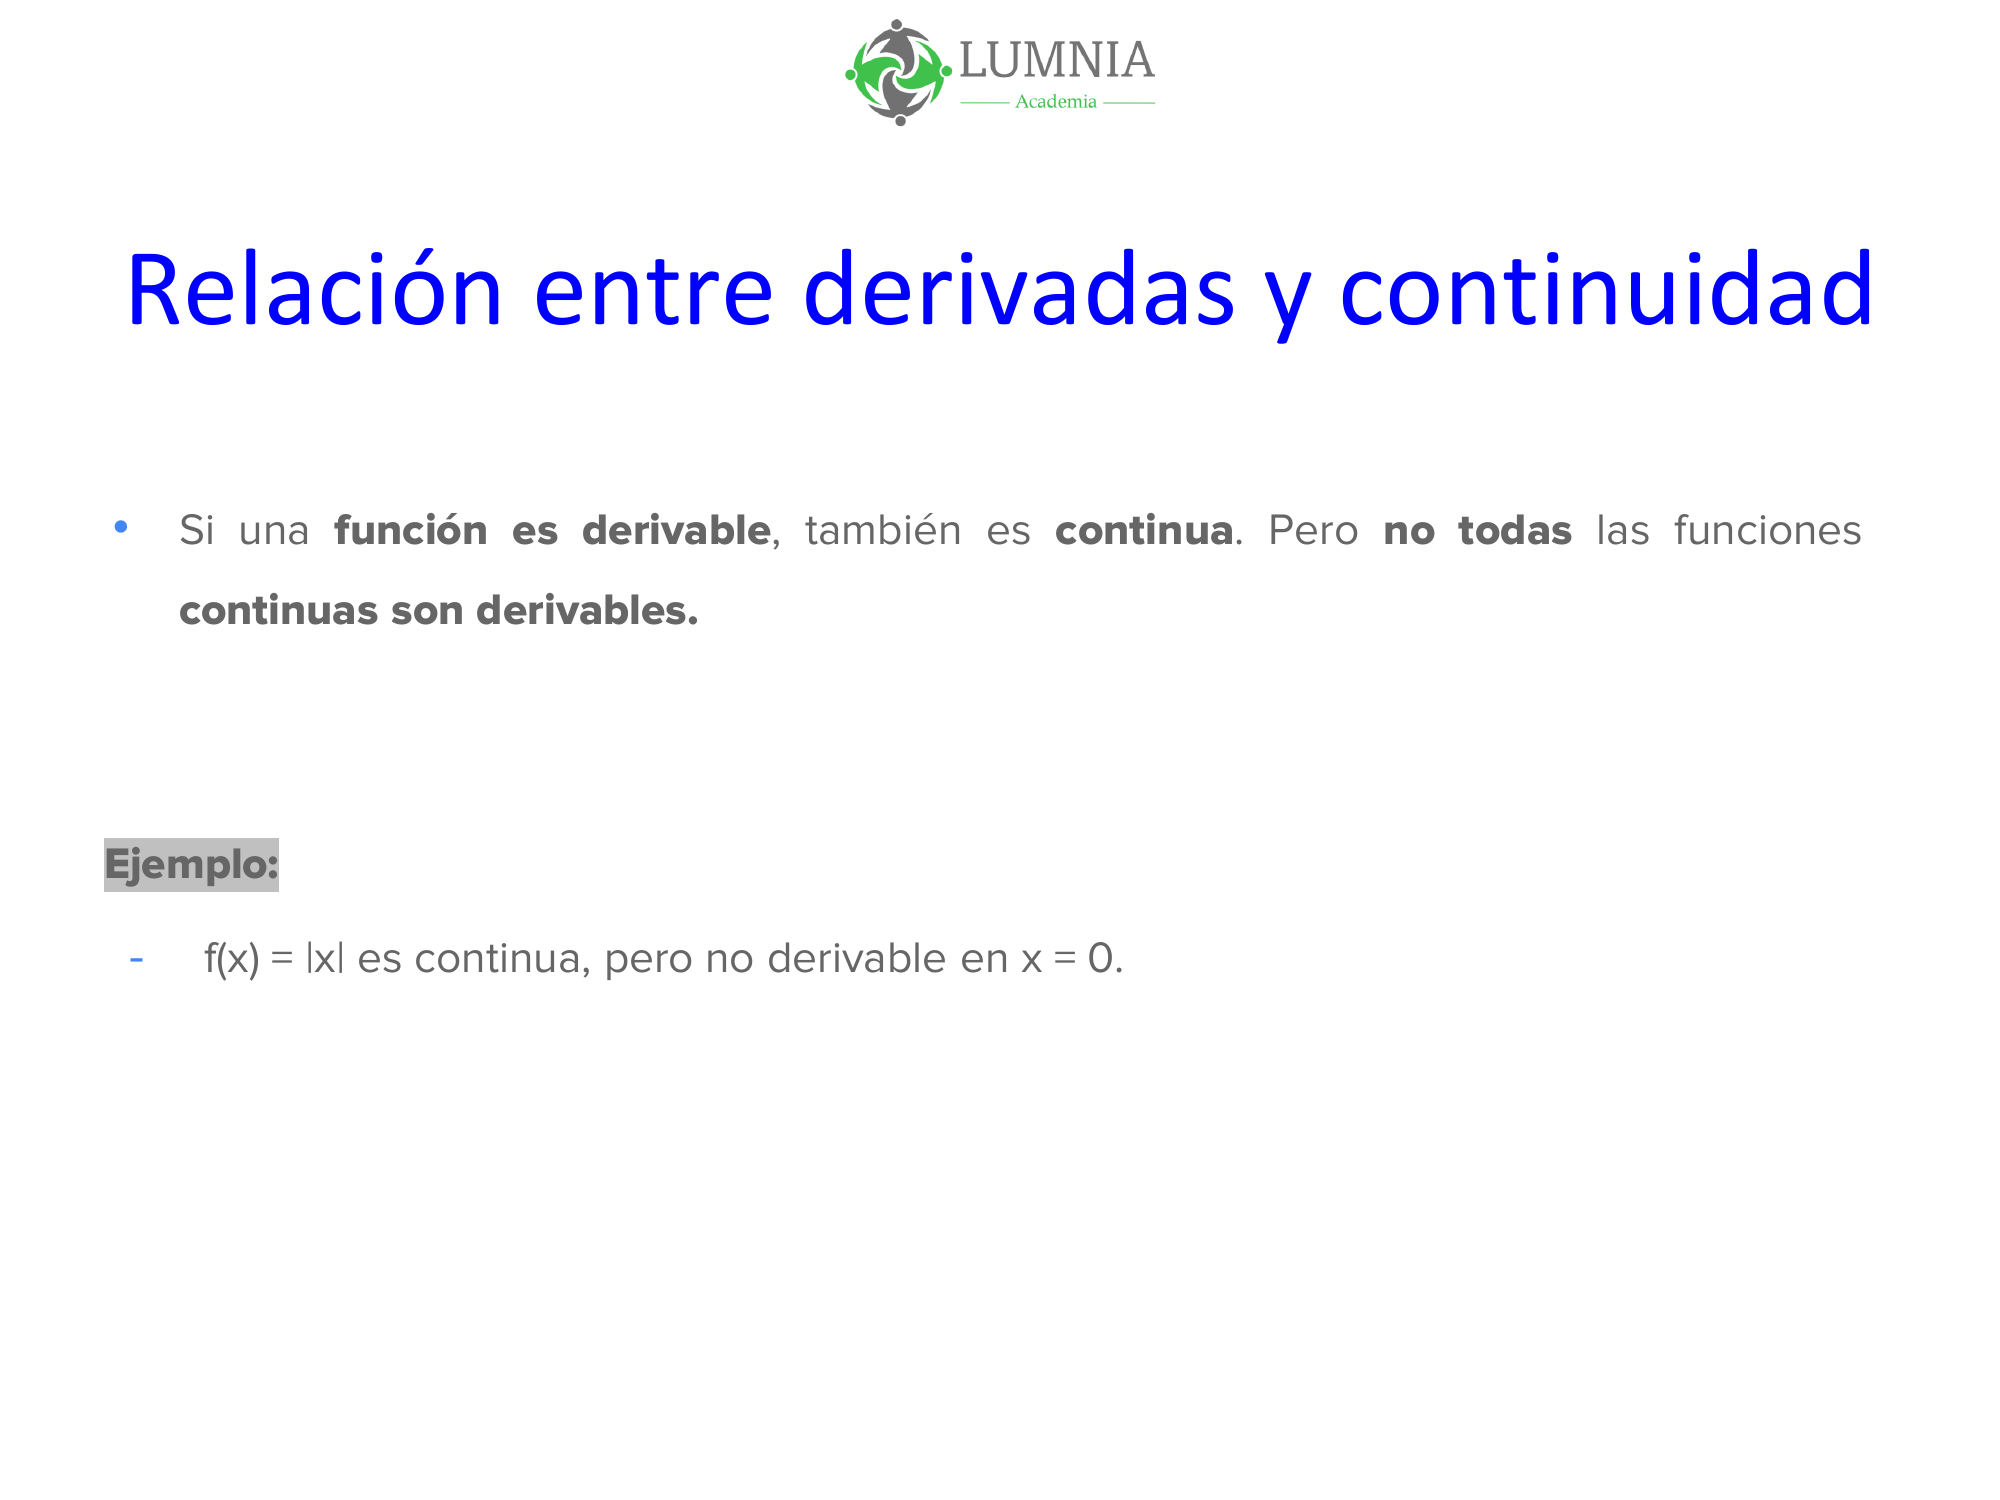 LUMNIA
Academia
Relación entre derivadas y continuidad
• Si una función es derivable, también es continua. Pero no todas las funciones
continuas son derivables.
Ejemplo:
- f(x) = |x| es continua, pero no derivable en x = 0.